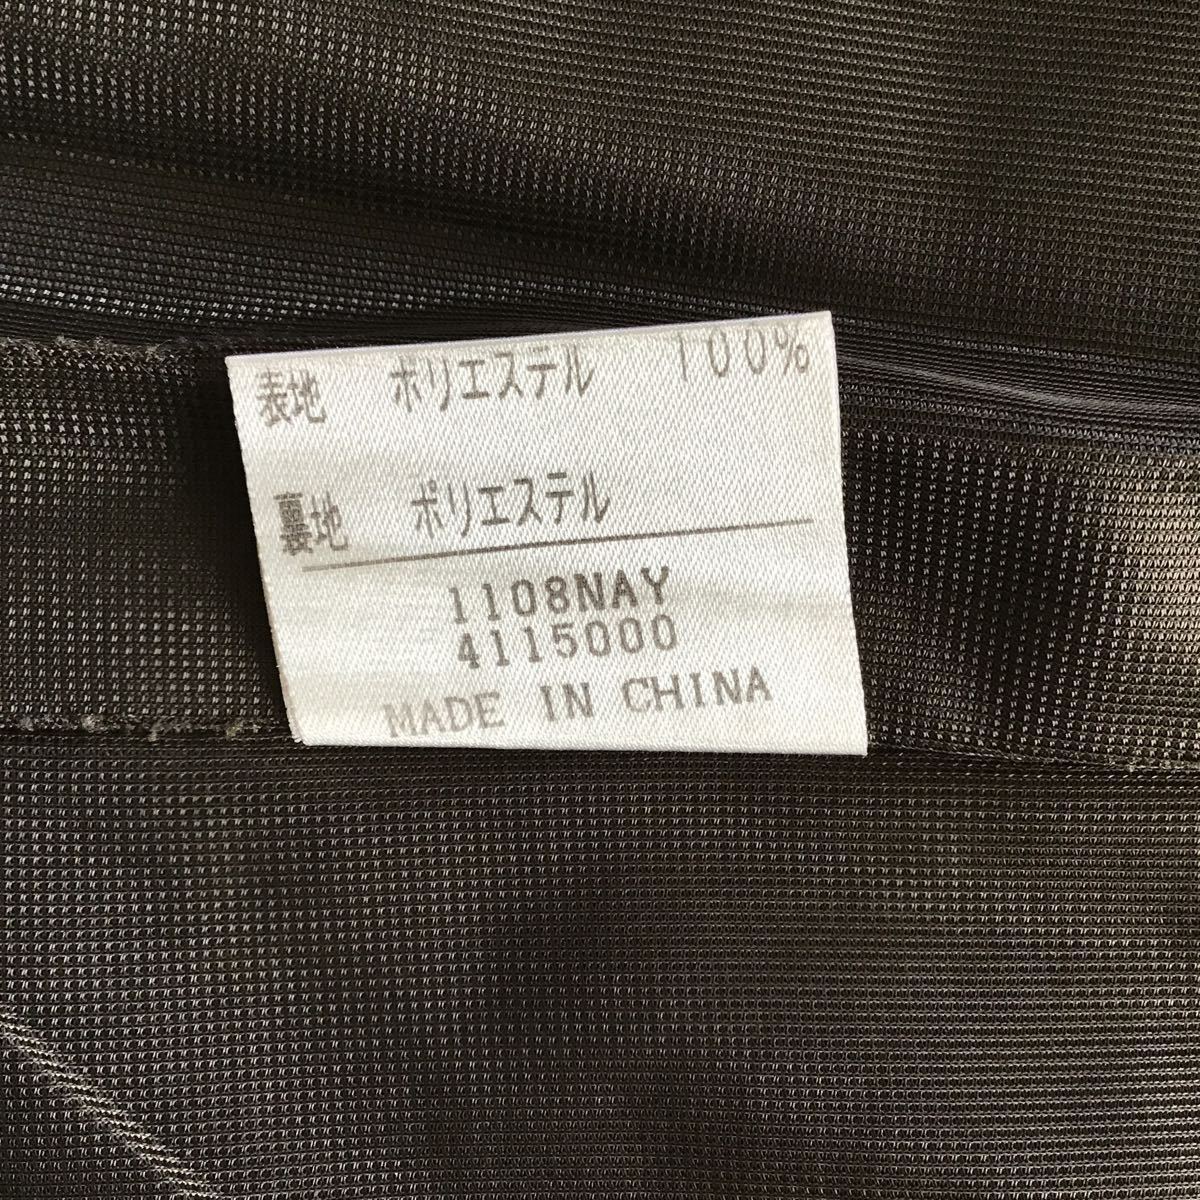 表地 ポリエステル 100%
裏地 ポリエステル
1108NAY
4115000
MADE IN CHINA